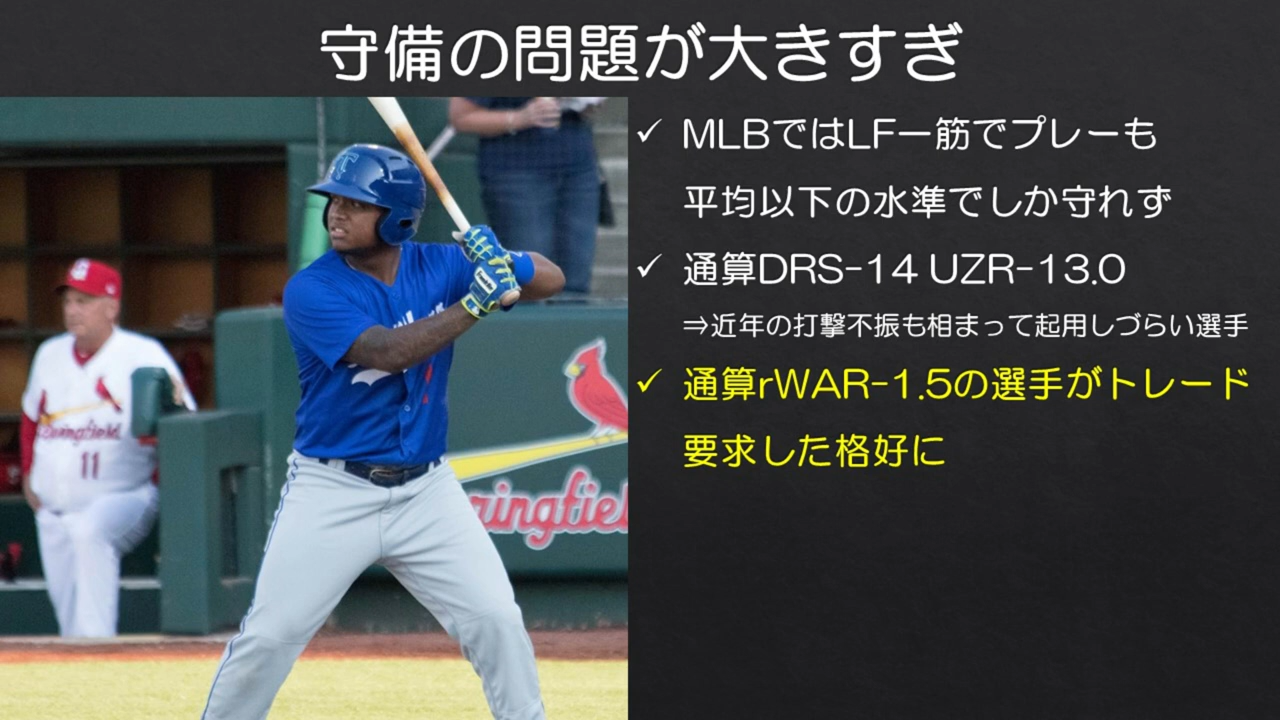 守備の問題が大きすぎ
✓ MLBではLF一筋でプレーも
平均以下の水準でしか守れず
✓ 通算DRS-14 UZR-13.0
⇒近年の打撃不振も相まって起用しづらい選手
✓ 通算rWAR-1.5の選手がトレード
要求した格好に
Springfield
11